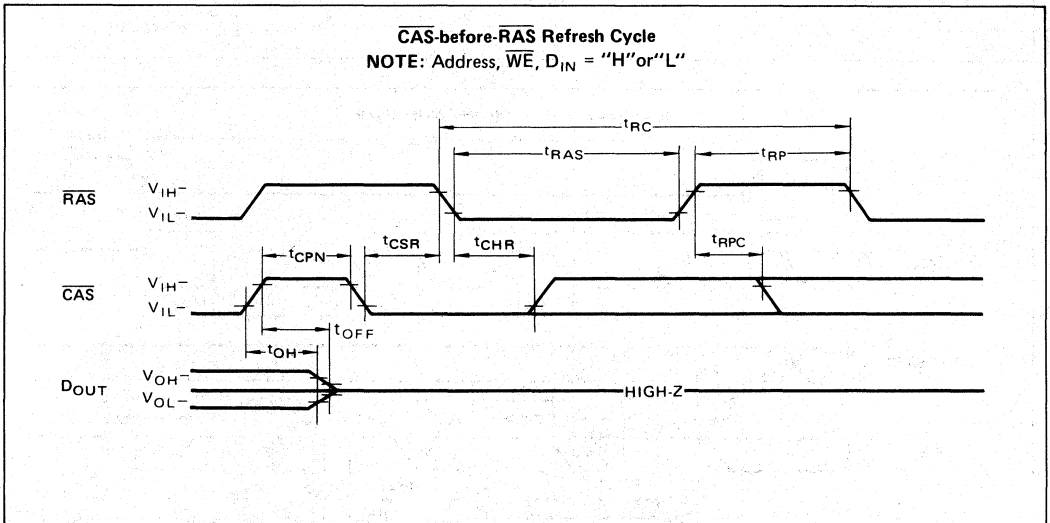 CAS-before-RAS Refresh Cycle
NOTE: Address, WE, DIN = "H"or"L"
tRC
tRAS
tRP
RAS
VIH-
VIL-
tCPN
tCSR
tCHR
tRPC
CAS
VIH-
VIL-
tOFF
tOH
DOUT
VOH-
VOL-
HIGH-Z